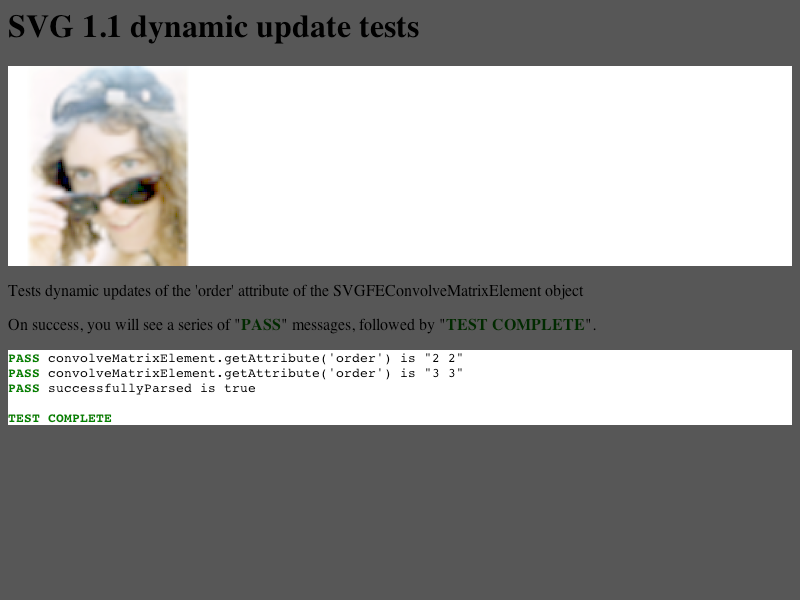 SVG 1.1 dynamic update tests
Tests dynamic updates of the 'order' attribute of the SVGFEConvolveMatrixElement object
On success, you will see a series of "PASS" messages, followed by "TEST COMPLETE".
PASS convolveMatrixElement.getAttribute('order') is "2 2"
PASS convolveMatrixElement.getAttribute('order') is "3 3"
PASS successfullyParsed is true
TEST COMPLETE